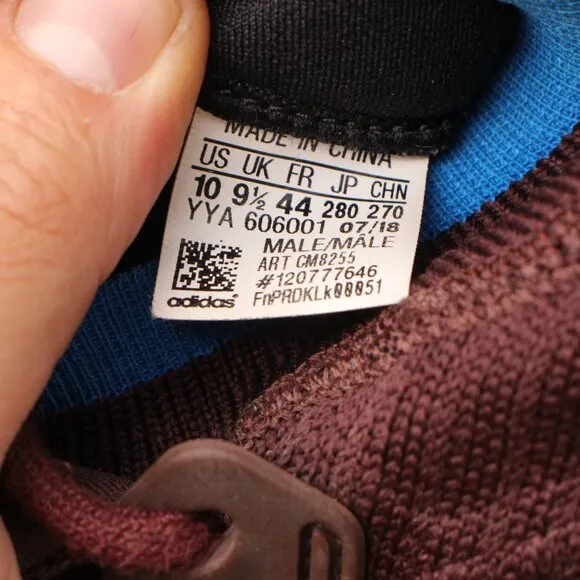 MADE IN CHINA
US UK FR JP CHN
10 9½ 44 280 270
YYA 606001 07/18
MALE/MÂLE
ART CM8255
#120777646
FnPRDKLk00051
adidas